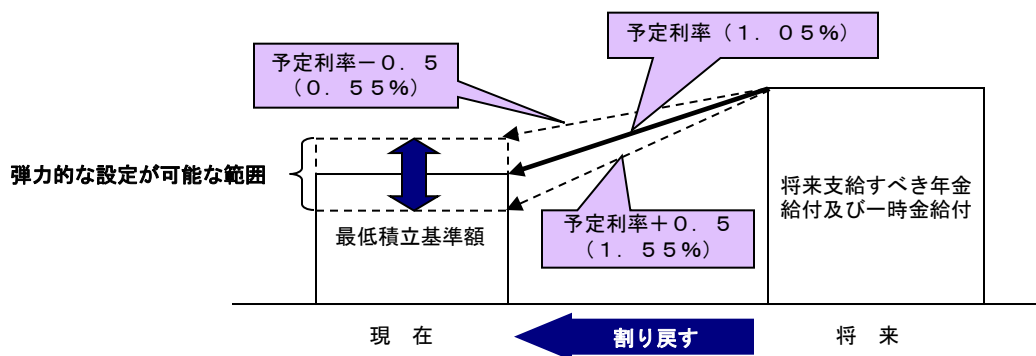 予定利率（１．０５％）
予定利率－０．５
（０．５５％）
弾力的な設定が可能な範囲
将来支給すべき年金
給付及び一時金給付
最低積立基準額
予定利率＋０．５
（１．５５％）
現　在
割り戻す
将　来